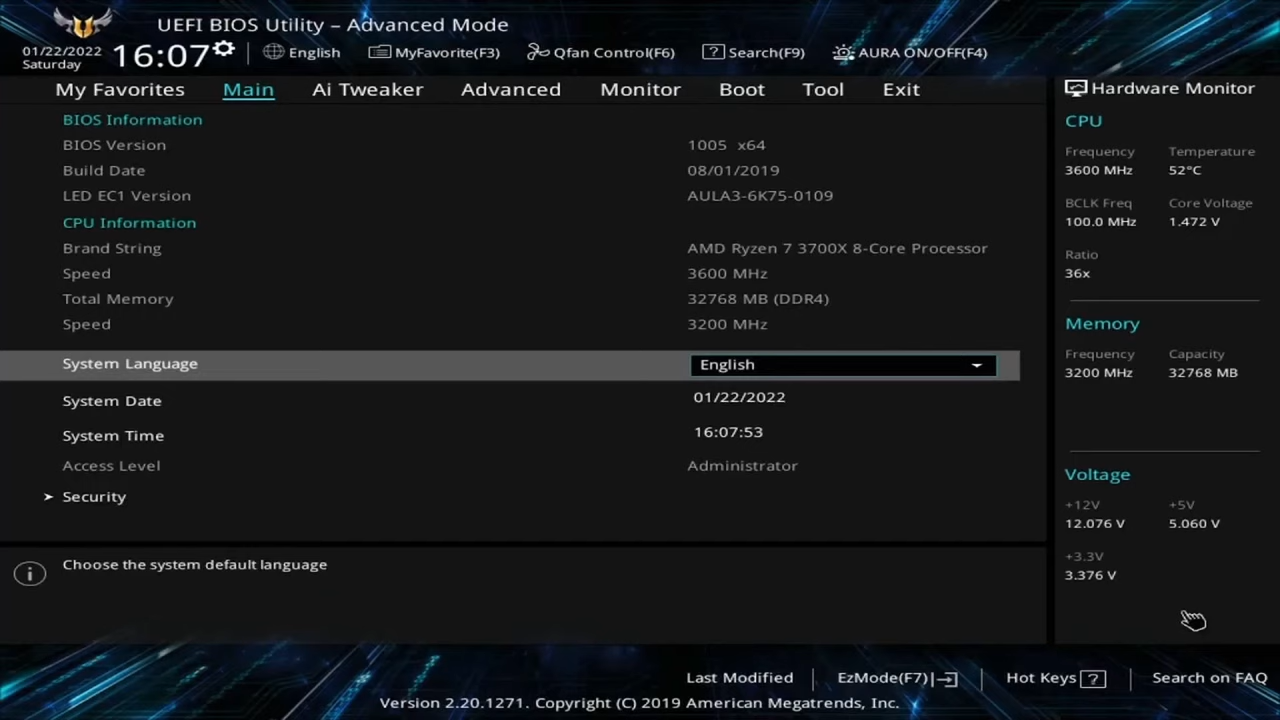 UEFI BIOS Utility – Advanced Mode
01/22/2022
Saturday
16:07
English
MyFavorite(F3)
Qfan Control(F6)
? Search(F9)
AURA ON/OFF(F4)
My Favorites Main Ai Tweaker Advanced Monitor Boot Tool Exit
BIOS Information
BIOS Version 1005 x64
Build Date 08/01/2019
LED EC1 Version AULA3-6K75-0109
CPU Information
Brand String AMD Ryzen 7 3700X 8-Core Processor
Speed 3600 MHz
Total Memory 32768 MB (DDR4)
Speed 3200 MHz
System Language English
System Date 01/22/2022
System Time 16:07:53
Access Level Administrator
Security
i Choose the system default language
Hardware Monitor
CPU
Frequency Temperature
3600 MHz 52°C
BCLK Freq Core Voltage
100.0 MHz 1.472 V
Ratio
36x
Memory
Frequency Capacity
3200 MHz 32768 MB
Voltage
+12V +5V
12.076 V 5.060 V
+3.3V
3.376 V
Last Modified EzMode(F7) Hot Keys ? Search on FAQ
Version 2.20.1271. Copyright (C) 2019 American Megatrends, Inc.